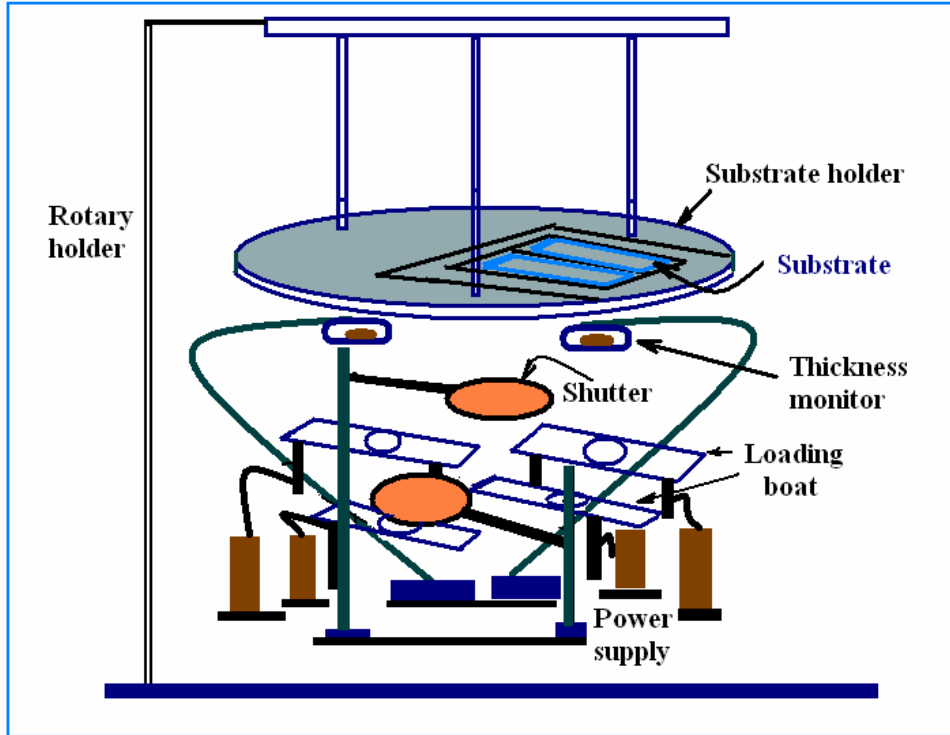 Substrate holder
Rotary
holder
Substrate
Thickness
monitor
Shutter
Loading
boat
Power
supply